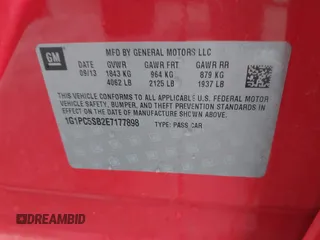 GM
MFD BY GENERAL MOTORS LLC
DATE GVWR GAWR FRT GAWR RR
09/13 1843 KG 964 KG 879 KG
4062 LB 2125 LB 1937 LB
THIS VEHICLE CONFORMS TO ALL APPLICABLE U.S. FEDERAL MOTOR
VEHICLE SAFETY, BUMPER, AND THEFT PREVENTION STANDARDS IN
EFFECT ON THE DATE OF MANUFACTURE SHOWN ABOVE.
1G1PC5SB2E7177898 TYPE: PASS CAR
DREAMBID